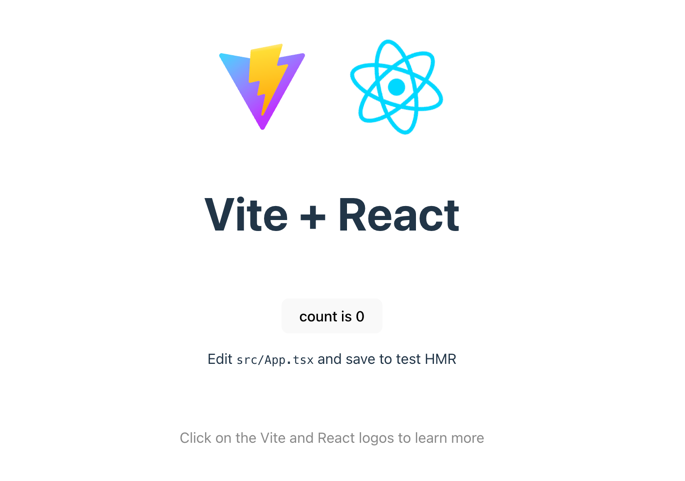 Vite + React
count is 0
Edit src/App.tsx and save to test HMR
Click on the Vite and React logos to learn more